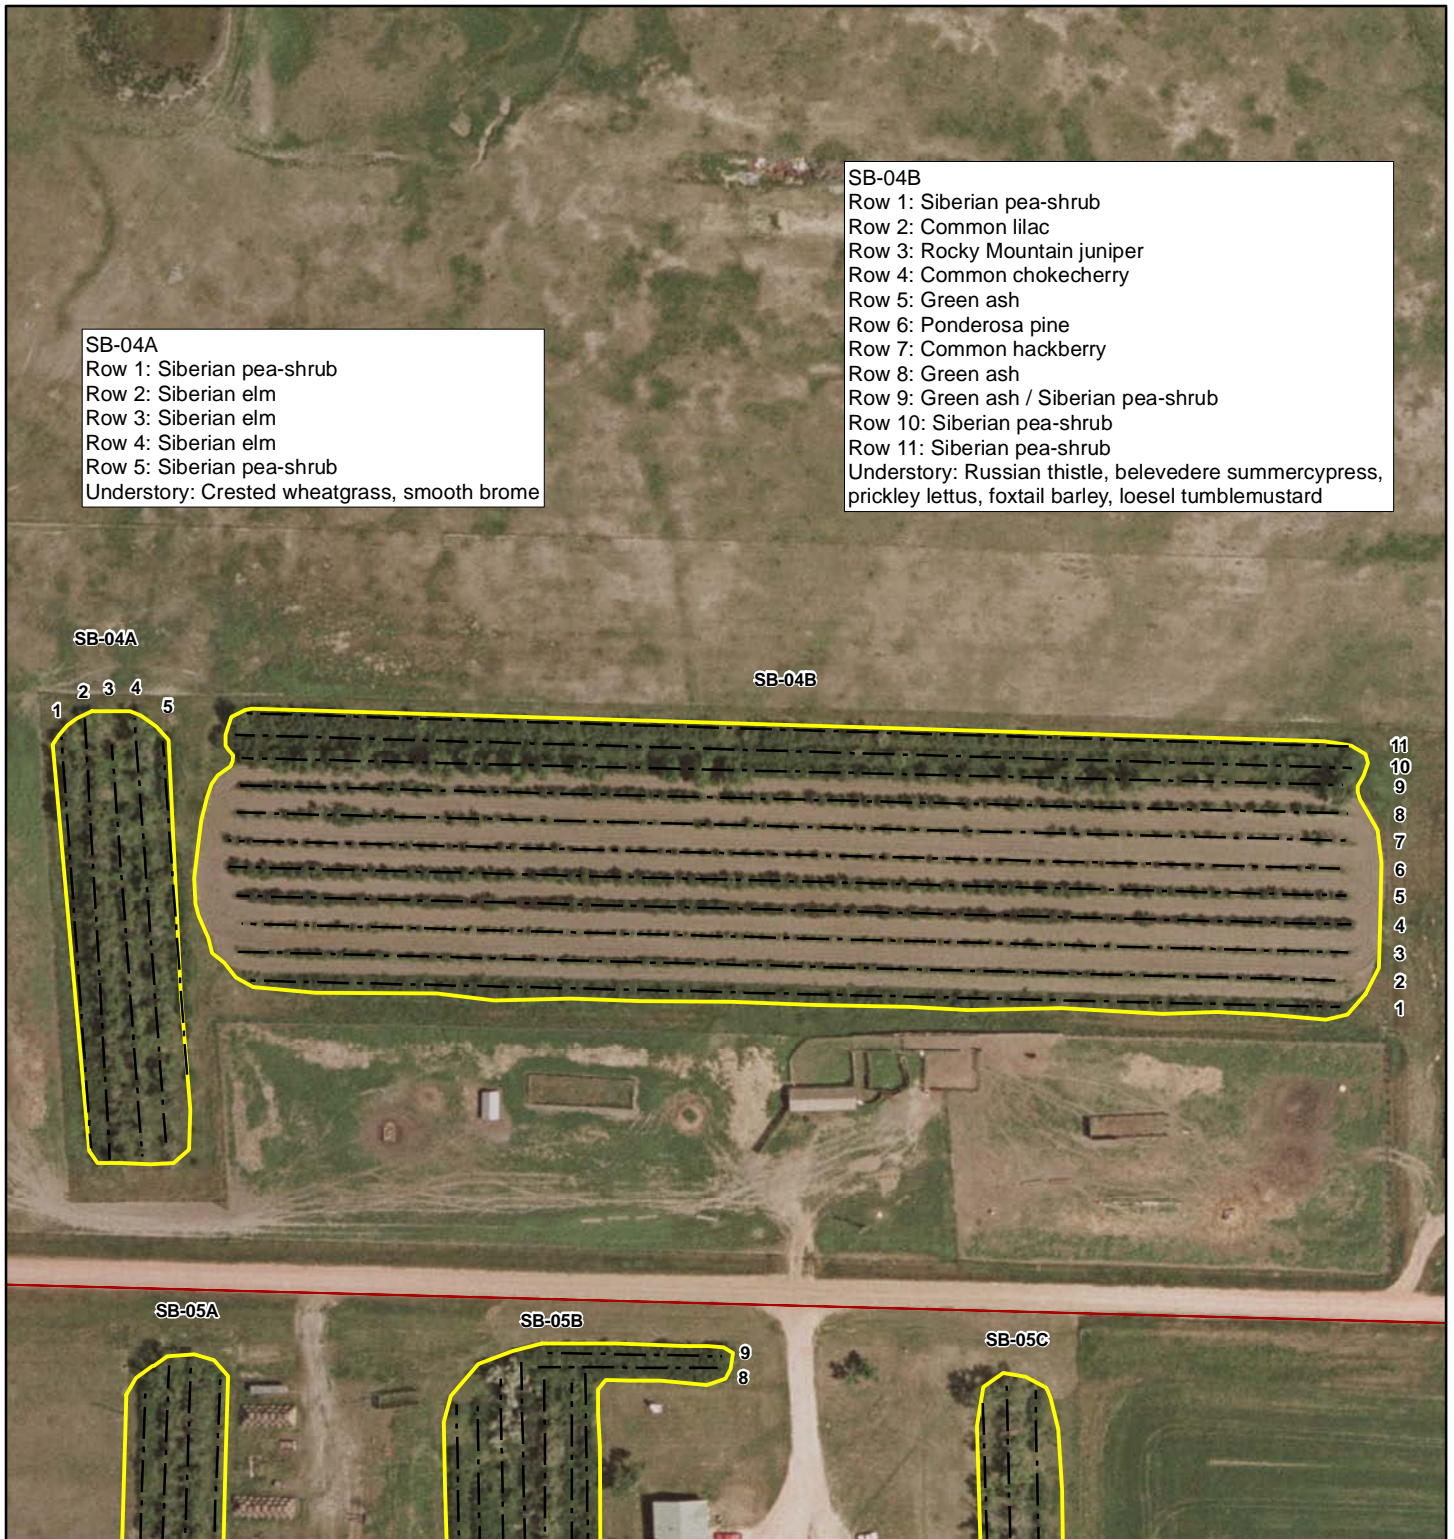 SB-04B
Row 1: Siberian pea-shrub
Row 2: Common lilac
Row 3: Rocky Mountain juniper
Row 4: Common chokecherry
Row 5: Green ash
Row 6: Ponderosa pine
Row 7: Common hackberry
Row 8: Green ash
Row 9: Green ash / Siberian pea-shrub
Row 10: Siberian pea-shrub
Row 11: Siberian pea-shrub
Understory: Russian thistle, belevedere summercypress,
prickley lettus, foxtail barley, loesel tumblemustard
SB-04A
Row 1: Siberian pea-shrub
Row 2: Siberian elm
Row 3: Siberian elm
Row 4: Siberian elm
Row 5: Siberian pea-shrub
Understory: Crested wheatgrass, smooth brome
SB-04A
1 2 3 4 5
SB-04B
11
10
9
8
7
6
5
4
3
2
1
SB-05A
SB-05B
9
8
SB-05C